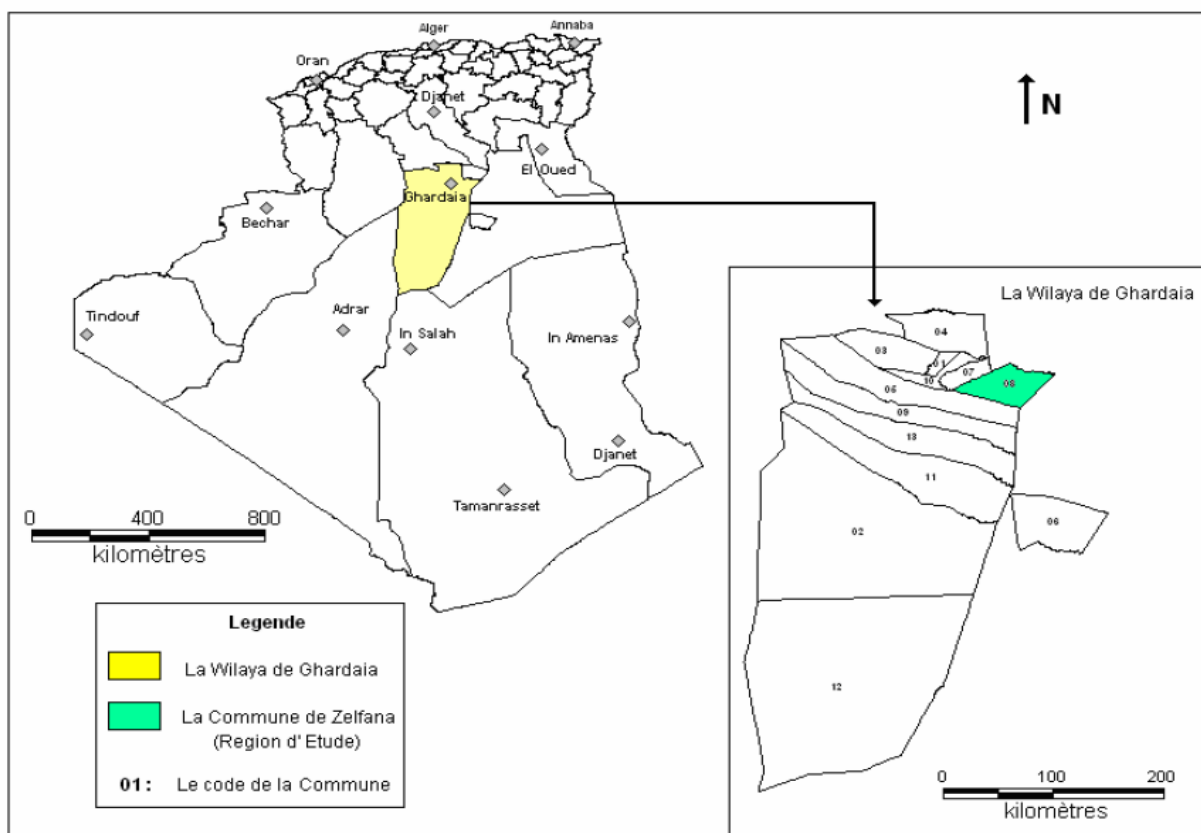 Alger
Annaba
Oran
Djanet
N
El Oued
Ghardaia
Bechar
Tindouf
Adrar
In Salah
In Amenas
Djanet
Tamanrasset
0 400 800
kilomètres
Legende
La Wilaya de Ghardaia
La Commune de Zelfana
(Region d' Etude)
01 : Le code de la Commune
La Wilaya de Ghardaia
04
03
01
07
10
08
05
09
13
11
02
06
12
0 100 200
kilomètres